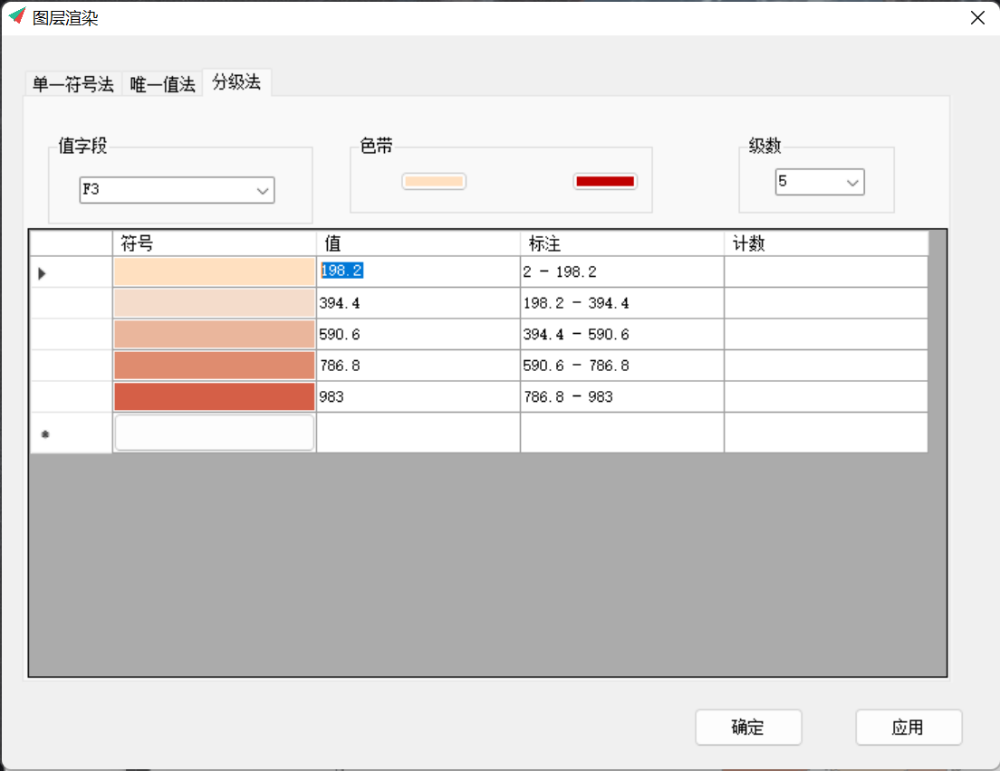 图层渲染
单一符号法 唯一值法 分级法
值字段 色带 级数
F3 5
符号 值 标注 计数
198.2 2 - 198.2
394.4 198.2 - 394.4
590.6 394.4 - 590.6
786.8 590.6 - 786.8
983 786.8 - 983
确定 应用